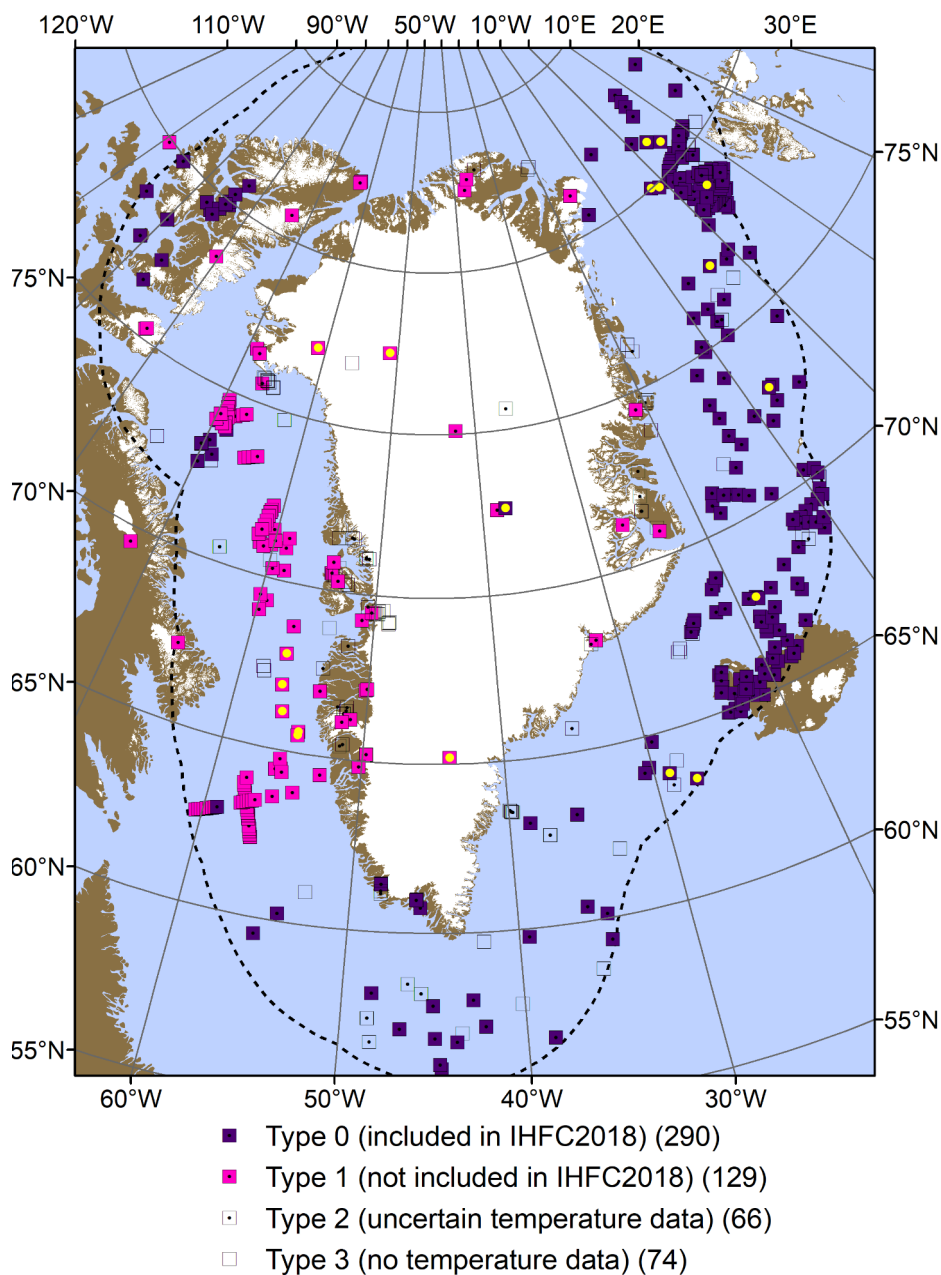 120°W 110°W 90°W 50°W 10°W 10°E 20°E 30°E
75°N
75°N
70°N
70°N
65°N
65°N
60°N
60°N
55°N
55°N
60°W 50°W 40°W 30°W
Type 0 (included in IHFC2018) (290)
Type 1 (not included in IHFC2018) (129)
Type 2 (uncertain temperature data) (66)
Type 3 (no temperature data) (74)